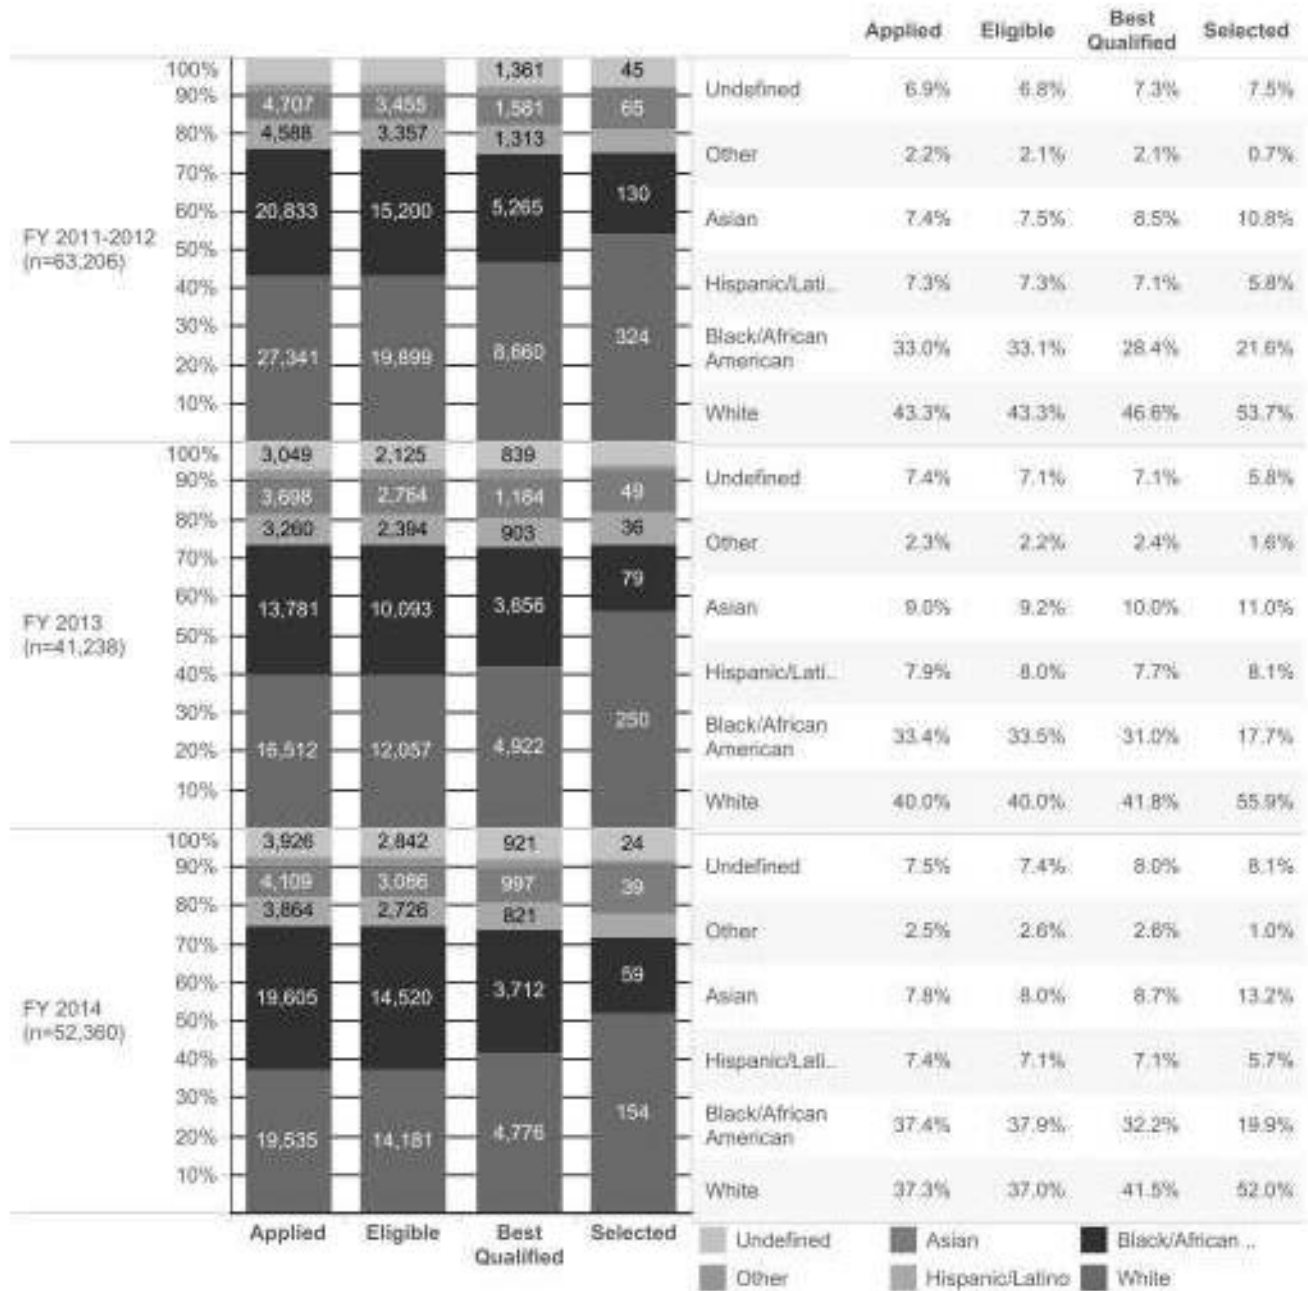 Applied Eligible Best Qualified Selected
100% 1,361 45
90% 4,707 3,455 1,581 65
80% 4,588 3,357 1,313
70%
60% 20,833 15,200 5,265 130
50%
FY 2011-2012
(n=63,206)
40%
30%
20% 27,341 19,899 8,660 324
10%
Undefined 6.9% 6.8% 7.3% 7.5%
Other 2.2% 2.1% 2.1% 0.7%
Asian 7.4% 7.5% 8.5% 10.8%
Hispanic/Lati... 7.3% 7.3% 7.1% 5.8%
Black/African
American 33.0% 33.1% 28.4% 21.6%
White 43.3% 43.3% 46.6% 53.7%
100% 3,049 2,125 839
90% 3,698 2,764 1,184 49
80% 3,260 2,394 903 36
70%
60% 13,781 10,093 3,656 79
FY 2013
(n=41,238)
50%
40%
30%
20% 16,512 12,057 4,922 250
10%
Undefined 7.4% 7.1% 7.1% 5.8%
Other 2.3% 2.2% 2.4% 1.6%
Asian 9.0% 9.2% 10.0% 11.0%
Hispanic/Lati... 7.9% 8.0% 7.7% 8.1%
Black/African
American 33.4% 33.5% 31.0% 17.7%
White 40.0% 40.0% 41.8% 55.9%
100% 3,926 2,842 921 24
90% 4,109 3,066 997 39
80% 3,864 2,726 821
70%
60% 19,605 14,520 3,712 59
FY 2014
(n=52,360)
50%
40%
30%
20% 19,535 14,181 4,776 154
10%
Undefined 7.5% 7.4% 8.0% 8.1%
Other 2.5% 2.6% 2.6% 1.0%
Asian 7.8% 8.0% 8.7% 13.2%
Hispanic/Lati... 7.4% 7.1% 7.1% 5.7%
Black/African
American 37.4% 37.9% 32.2% 19.9%
White 37.3% 37.0% 41.5% 52.0%
Applied Eligible Best Qualified Selected
Undefined Asian Black/African ...
Other Hispanic/Latino White